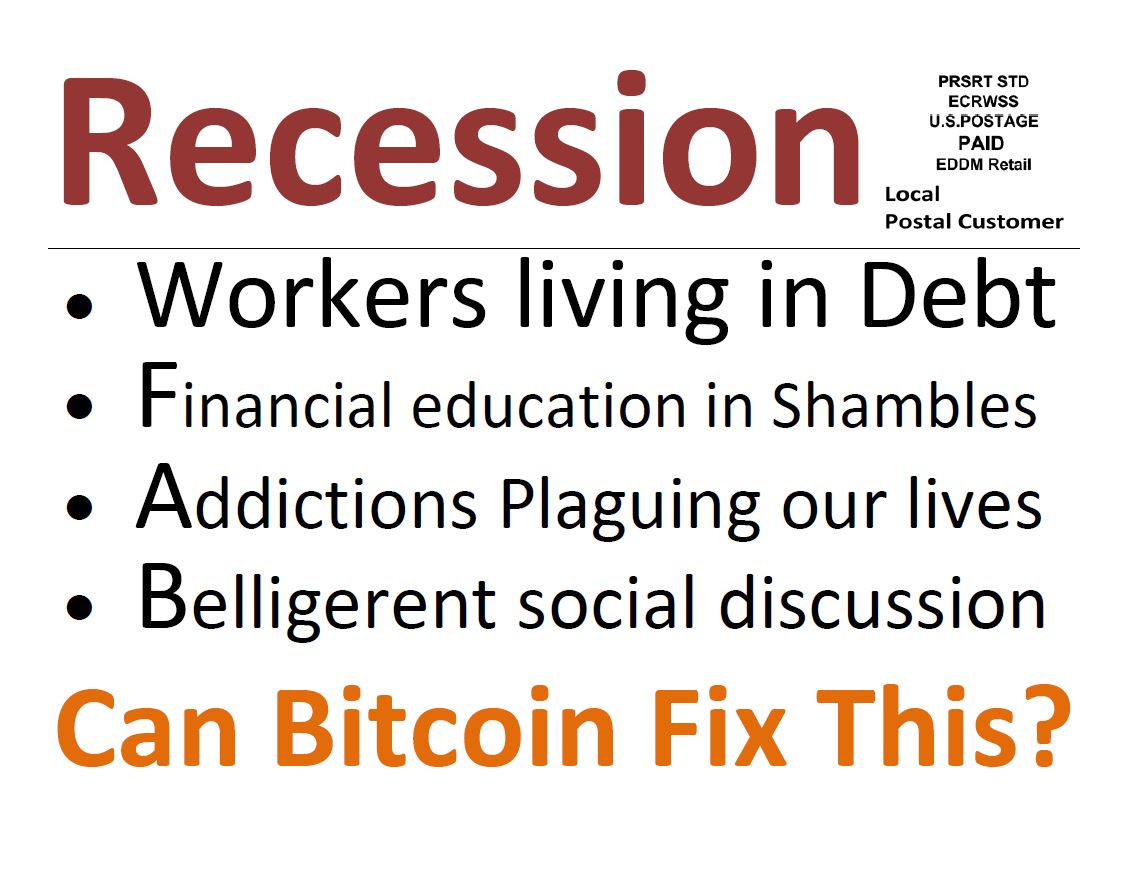 Recession
PRSRT STD
ECRWSS
U.S.POSTAGE
PAID
EDDM Retail
Local
Postal Customer
• Workers living in Debt
• Financial education in Shambles
• Addictions Plaguing our lives
• Belligerent social discussion
Can Bitcoin Fix This?